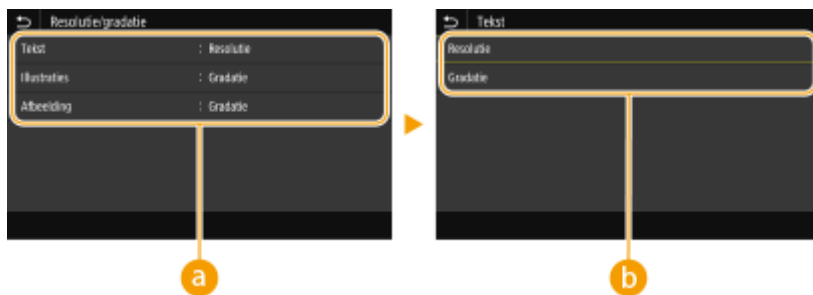 Resolutie/gradatie
Tekst : Resolutie
Illustraties : Gradatie
Afbeelding : Gradatie
a
Tekst
Resolutie
Gradatie
b